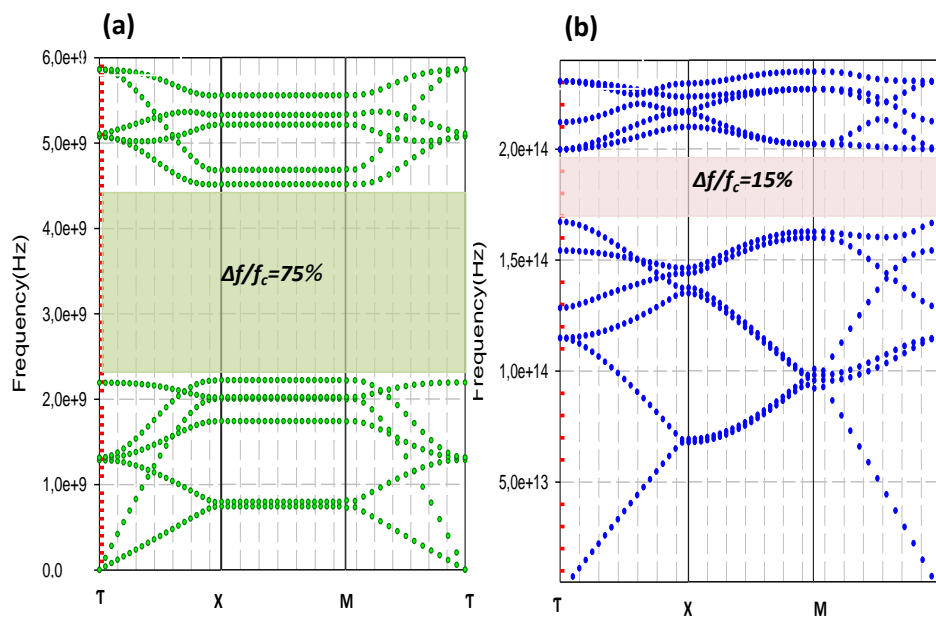 (a)
(b)
6,0e+9
5,0e+9
4,0e+9
3,0e+9
2,0e+9
1,0e+9
0,0
Frequency(Hz)
Δf/fc=75%
τ X M τ
2,0e+14
1,5e+14
1,0e+14
5,0e+13
Frequency(Hz)
Δf/fc=15%
τ X M